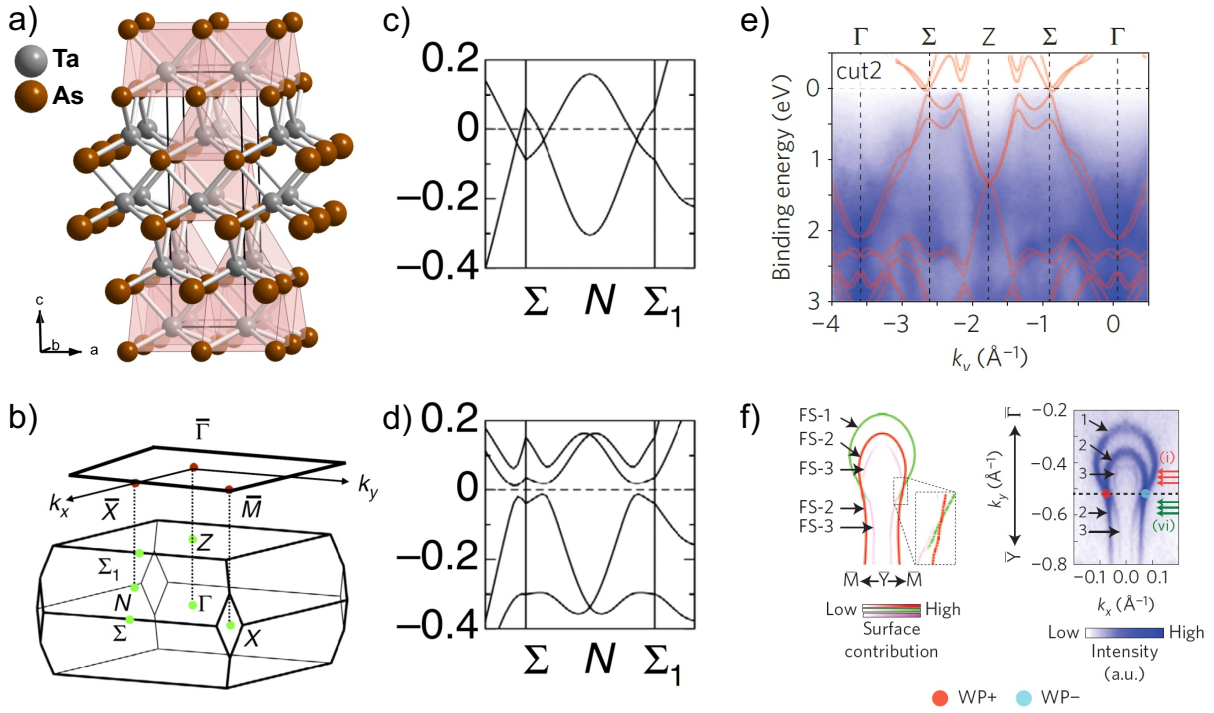 a)
Ta
As
c
b
a
b)
Γ̅
k_x
k_y
X̅
M̅
Z
Σ₁
N
Γ
Σ
X
c)
0.2
0
−0.2
−0.4
Σ N Σ₁
d)
0.2
0
−0.2
−0.4
Σ N Σ₁
e)
Γ Σ Z Σ Γ
cut2
0
1
2
3
Binding energy (eV)
−4 −3 −2 −1 0
k_y (Å⁻¹)
f)
FS-1
FS-2
FS-3
FS-2
FS-3
M̅ Y̅ M̅
Low High
Surface
contribution
Γ̅
Y̅
k_y (Å⁻¹)
−0.2
−0.4
−0.6
−0.8
1
2
3
2
3
(i)
(vi)
−0.1 0.0 0.1
k_x (Å⁻¹)
Low High
Intensity
(a.u.)
WP+ WP−